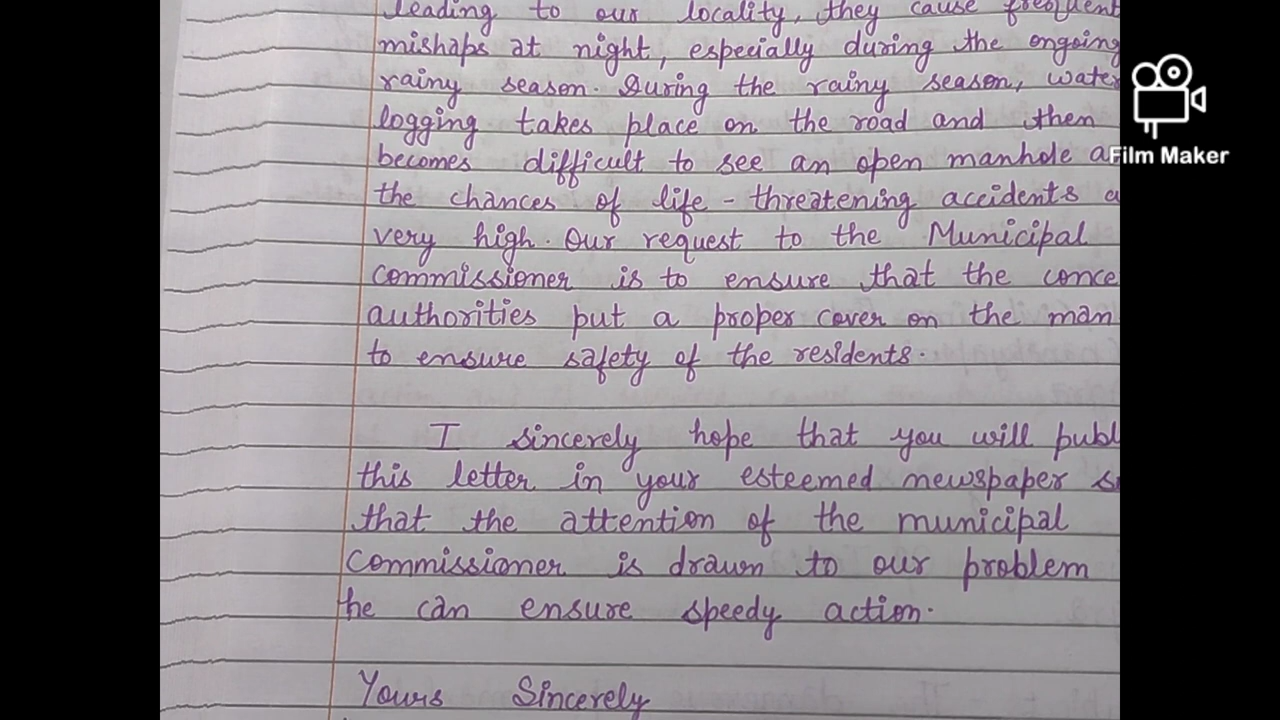 leading to our locality, they cause frequent
mishaps at night, especially during the ongoing
rainy season. During the rainy season, water
logging takes place on the road and then
becomes difficult to see an open manhole a
the chances of life - threatening accidents a
very high. Our request to the Municipal
Commissioner is to ensure that the conce
authorities put a proper cover on the man
to ensure safety of the residents.
I sincerely hope that you will publ
this letter in your esteemed newspaper s
that the attention of the municipal
Commissioner is drawn to our problem
he can ensure speedy action.
Yours Sincerely
Film Maker